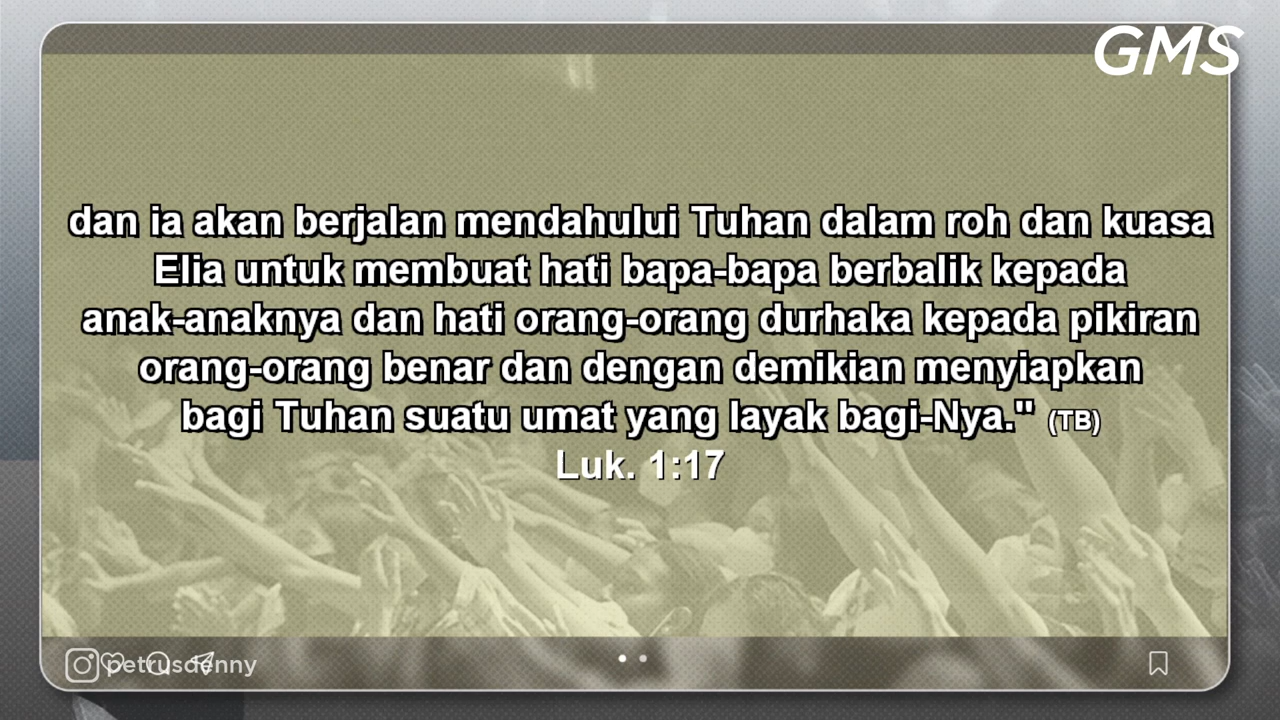 GMS
dan ia akan berjalan mendahului Tuhan dalam roh dan kuasa
Elia untuk membuat hati bapa-bapa berbalik kepada
anak-anaknya dan hati orang-orang durhaka kepada pikiran
orang-orang benar dan dengan demikian menyiapkan
bagi Tuhan suatu umat yang layak bagi-Nya." (TB)
Luk. 1:17
petrusdenny